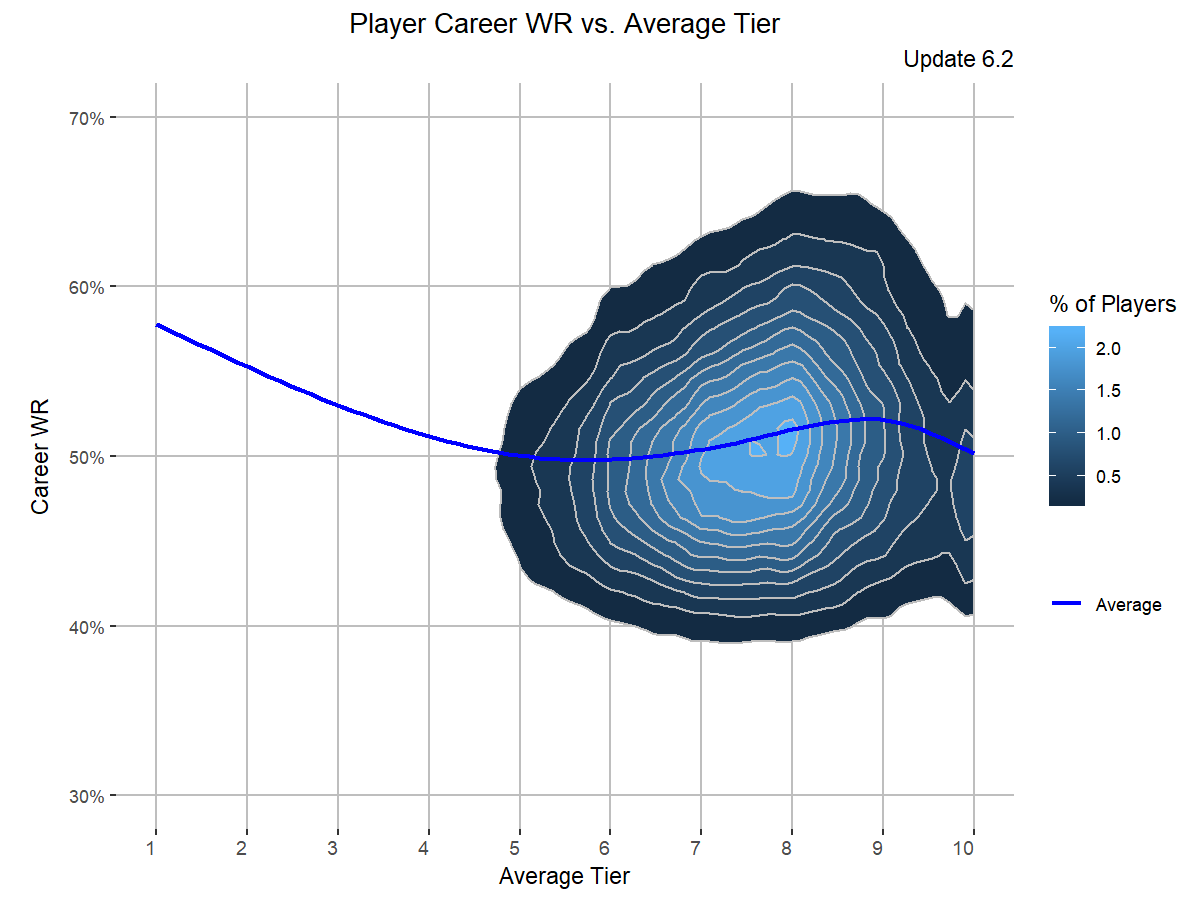 Player Career WR vs. Average Tier
Update 6.2
70%
60%
50%
40%
30%
Career WR
1 2 3 4 5 6 7 8 9 10
Average Tier
% of Players
2.0
1.5
1.0
0.5
Average